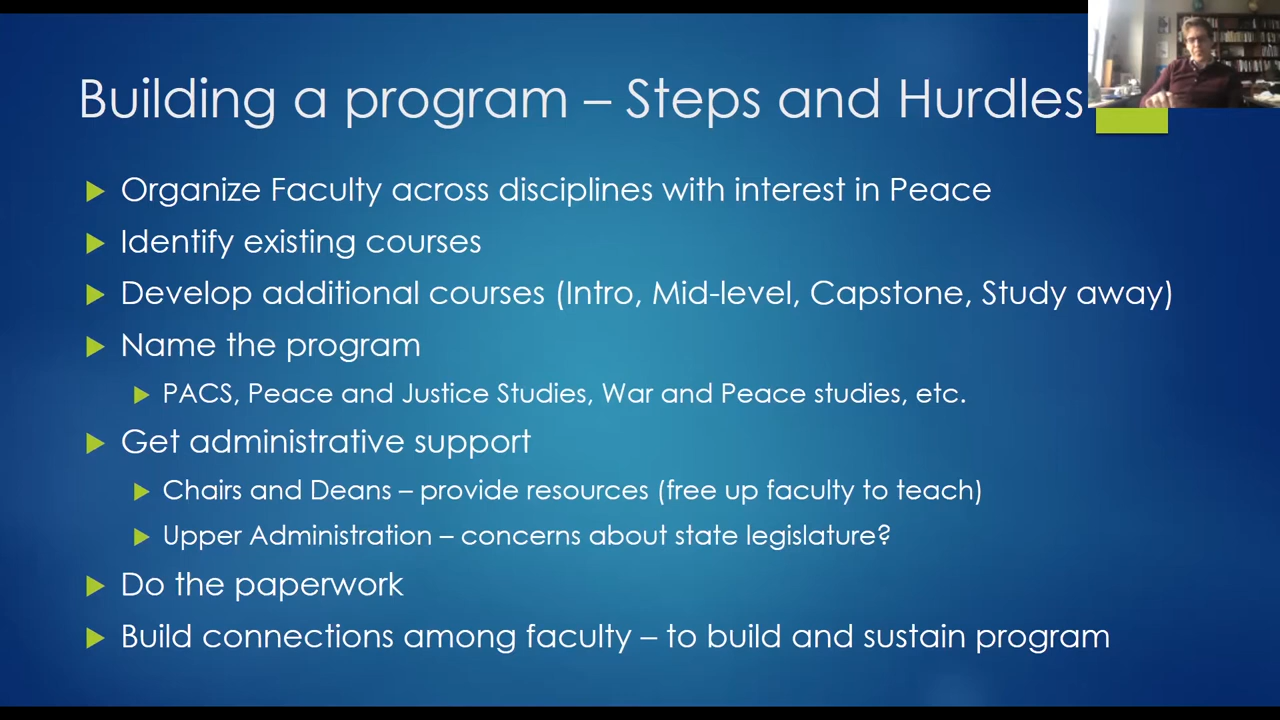 Building a program – Steps and Hurdles
Organize Faculty across disciplines with interest in Peace
Identify existing courses
Develop additional courses (Intro, Mid-level, Capstone, Study away)
Name the program
PACS, Peace and Justice Studies, War and Peace studies, etc.
Get administrative support
Chairs and Deans – provide resources (free up faculty to teach)
Upper Administration – concerns about state legislature?
Do the paperwork
Build connections among faculty – to build and sustain program